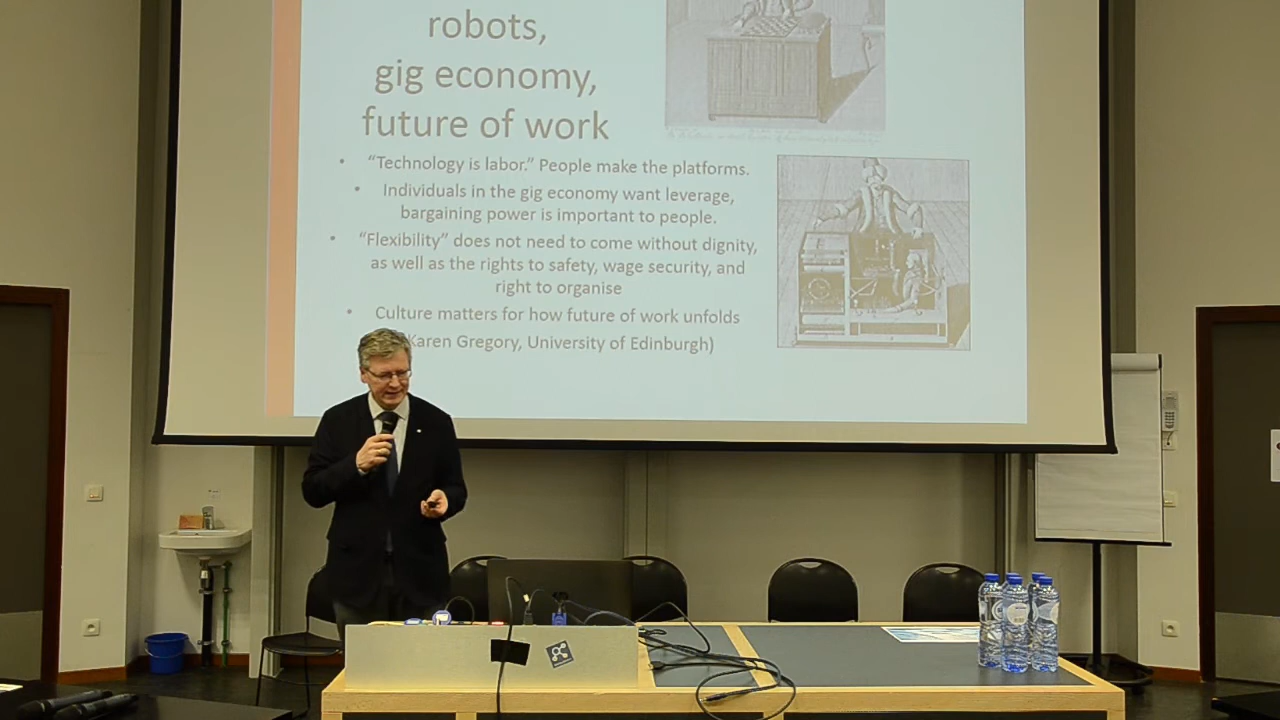 robots,
gig economy,
future of work
• “Technology is labor.” People make the platforms.
• Individuals in the gig economy want leverage,
bargaining power is important to people.
• “Flexibility” does not need to come without dignity,
as well as the rights to safety, wage security, and
right to organise
• Culture matters for how future of work unfolds
Karen Gregory, University of Edinburgh)